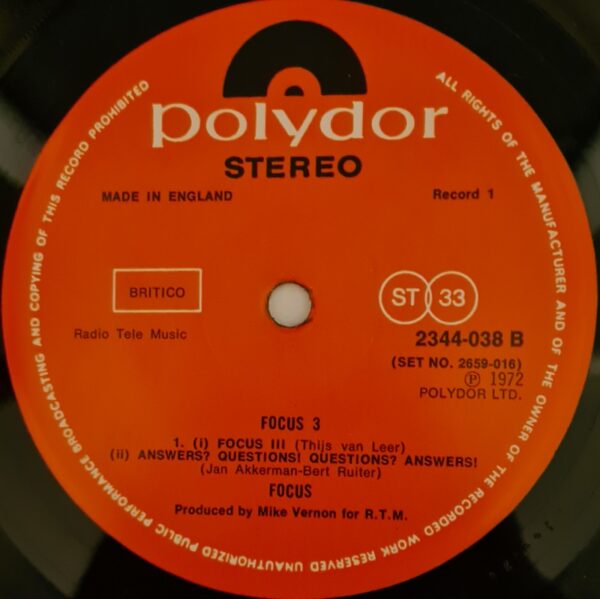 polydor
STEREO
MADE IN ENGLAND
Record 1
BRITICO
ST 33
Radio Tele Music
2344-038 B
(SET NO. 2659-016)
Ⓟ 1972
POLYDOR LTD.
FOCUS 3
1. (i) FOCUS III (Thijs van Leer)
(ii) ANSWERS? QUESTIONS! QUESTIONS? ANSWERS!
(Jan Akkerman-Bert Ruiter)
FOCUS
Produced by Mike Vernon for R.T.M.
ALL RIGHTS OF THE MANUFACTURER AND OF THE OWNER OF THE RECORDED WORK RESERVED UNAUTHORIZED PUBLIC PERFORMANCE BROADCASTING AND COPYING OF THIS RECORD PROHIBITED